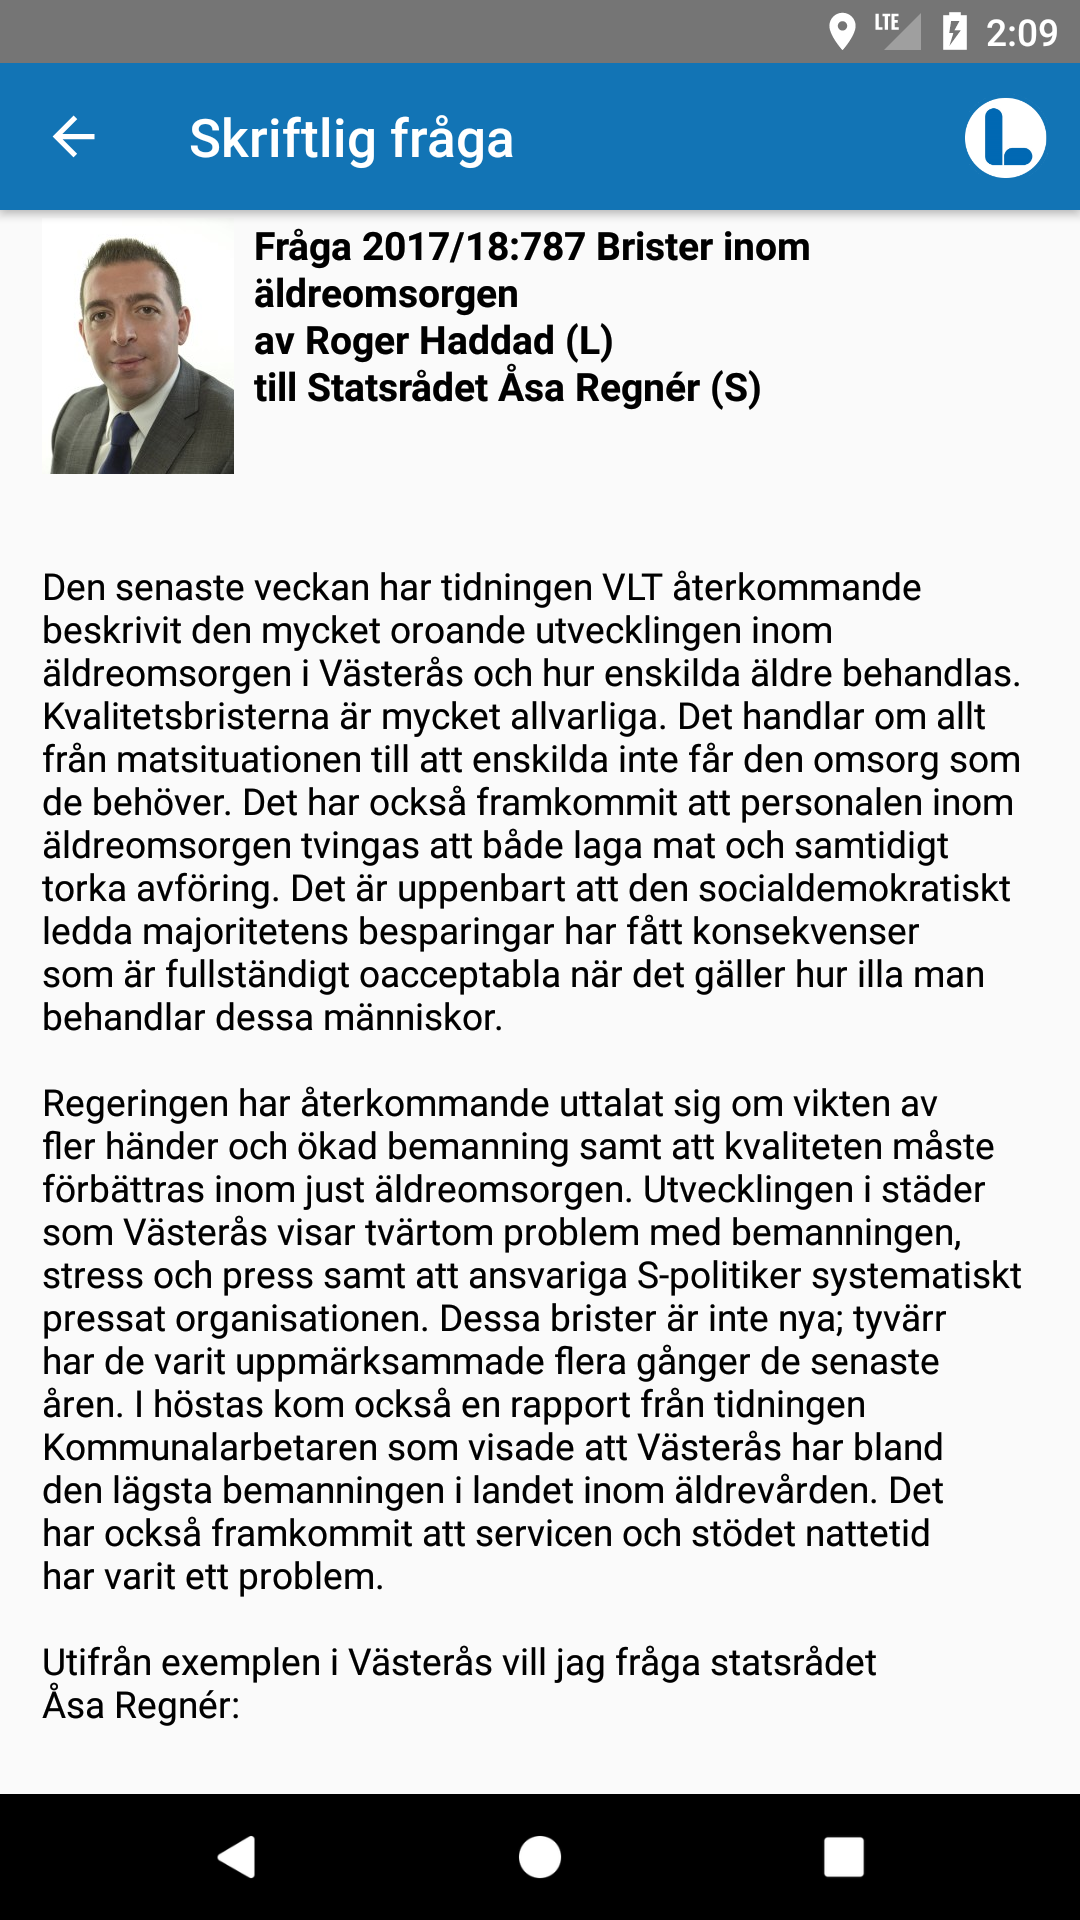 LTE 2:09
Skriftlig fråga
Fråga 2017/18:787 Brister inom
äldreomsorgen
av Roger Haddad (L)
till Statsrådet Åsa Regnér (S)
Den senaste veckan har tidningen VLT återkommande
beskrivit den mycket oroande utvecklingen inom
äldreomsorgen i Västerås och hur enskilda äldre behandlas.
Kvalitetsbristerna är mycket allvarliga. Det handlar om allt
från matsituationen till att enskilda inte får den omsorg som
de behöver. Det har också framkommit att personalen inom
äldreomsorgen tvingas att både laga mat och samtidigt
torka avföring. Det är uppenbart att den socialdemokratiskt
ledda majoritetens besparingar har fått konsekvenser
som är fullständigt oacceptabla när det gäller hur illa man
behandlar dessa människor.
Regeringen har återkommande uttalat sig om vikten av
fler händer och ökad bemanning samt att kvaliteten måste
förbättras inom just äldreomsorgen. Utvecklingen i städer
som Västerås visar tvärtom problem med bemanningen,
stress och press samt att ansvariga S-politiker systematiskt
pressat organisationen. Dessa brister är inte nya; tyvärr
har de varit uppmärksammade flera gånger de senaste
åren. I höstas kom också en rapport från tidningen
Kommunalarbetaren som visade att Västerås har bland
den lägsta bemanningen i landet inom äldrevården. Det
har också framkommit att servicen och stödet nattetid
har varit ett problem.
Utifrån exemplen i Västerås vill jag fråga statsrådet
Åsa Regnér: